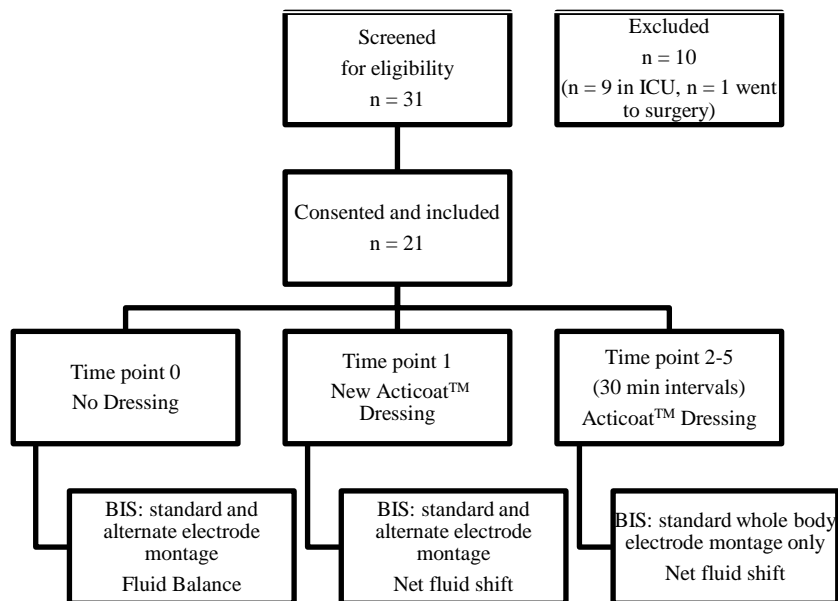 Screened
for eligibility
n = 31
Excluded
n = 10
(n = 9 in ICU, n = 1 went
to surgery)
Consented and included
n = 21
Time point 0
No Dressing
Time point 1
New Acticoat™
Dressing
Time point 2-5
(30 min intervals)
Acticoat™ Dressing
BIS: standard and
alternate electrode
montage
Fluid Balance
BIS: standard and
alternate electrode
montage
Net fluid shift
BIS: standard whole body
electrode montage only
Net fluid shift